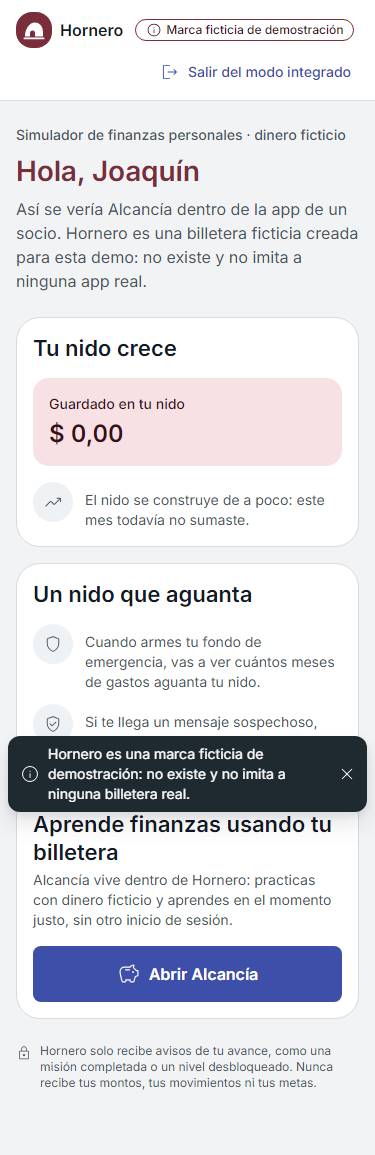 Hornero
Marca ficticia de demostración
Salir del modo integrado
Simulador de finanzas personales · dinero ficticio
Hola, Joaquín
Así se vería Alcancía dentro de la app de un
socio. Hornero es una billetera ficticia creada
para esta demo: no existe y no imita a
ninguna app real.
Tu nido crece
Guardado en tu nido
$ 0,00
El nido se construye de a poco: este
mes todavía no sumaste.
Un nido que aguanta
Cuando armes tu fondo de
emergencia, vas a ver cuántos meses
de gastos aguanta tu nido.
Si te llega un mensaje sospechoso,
Hornero es una marca ficticia de
demostración: no existe y no imita a
ninguna billetera real.
Aprende finanzas usando tu
billetera
Alcancía vive dentro de Hornero: practicas
con dinero ficticio y aprendes en el momento
justo, sin otro inicio de sesión.
Abrir Alcancía
Hornero solo recibe avisos de tu avance, como una
misión completada o un nivel desbloqueado. Nunca
recibe tus montos, tus movimientos ni tus metas.